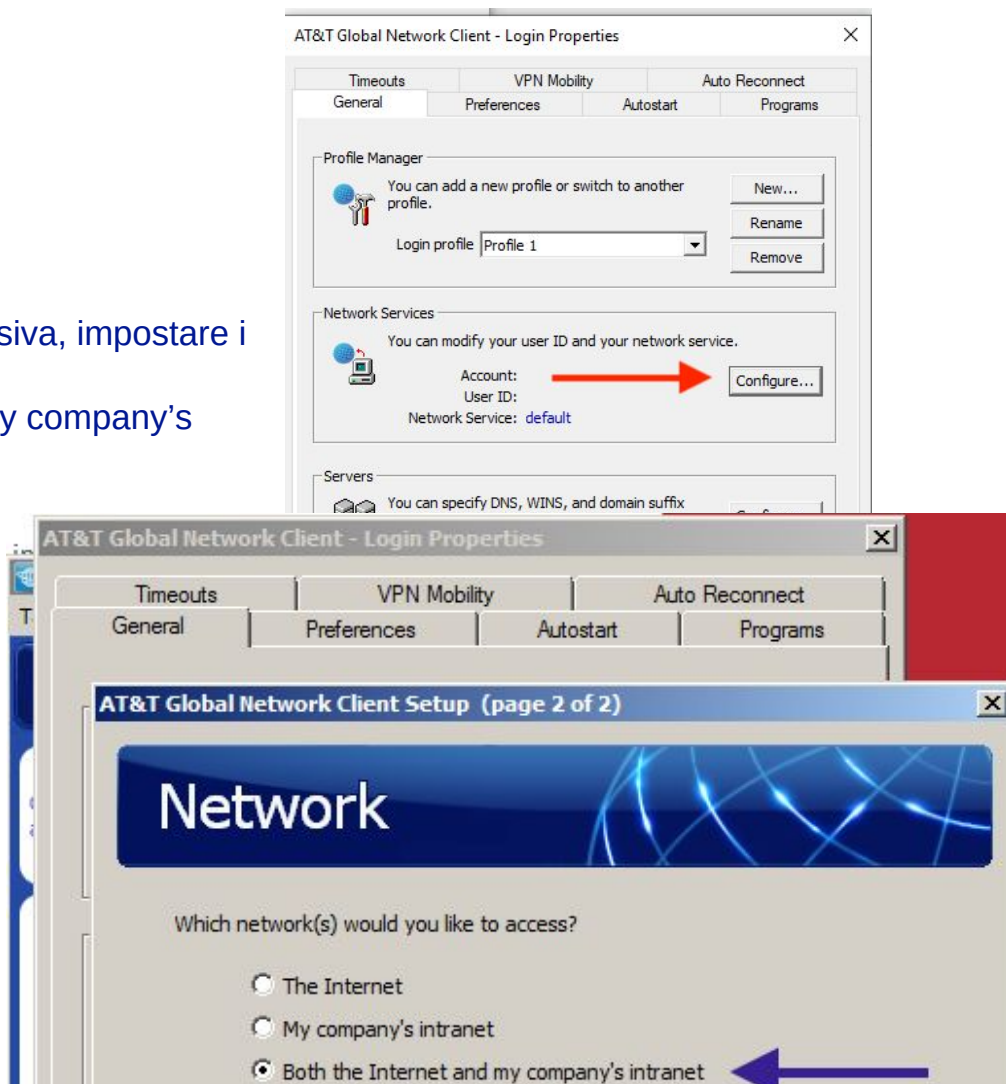 AT&T Global Network Client - Login Properties
Timeouts VPN Mobility Auto Reconnect
General Preferences Autostart Programs
Profile Manager
You can add a new profile or switch to another
profile.
New...
Rename
Login profile Profile 1
Remove
siva, impostare i
y company's
Network Services
You can modify your user ID and your network service.
Account:
Configure...
User ID:
Network Service: default
Servers
You can specify DNS, WINS, and domain suffix
AT&T Global Network Client - Login Properties
Timeouts VPN Mobility Auto Reconnect
General Preferences Autostart Programs
AT&T Global Network Client Setup (page 2 of 2)
Network
Which network(s) would you like to access?
The Internet
My company's intranet
Both the Internet and my company's intranet